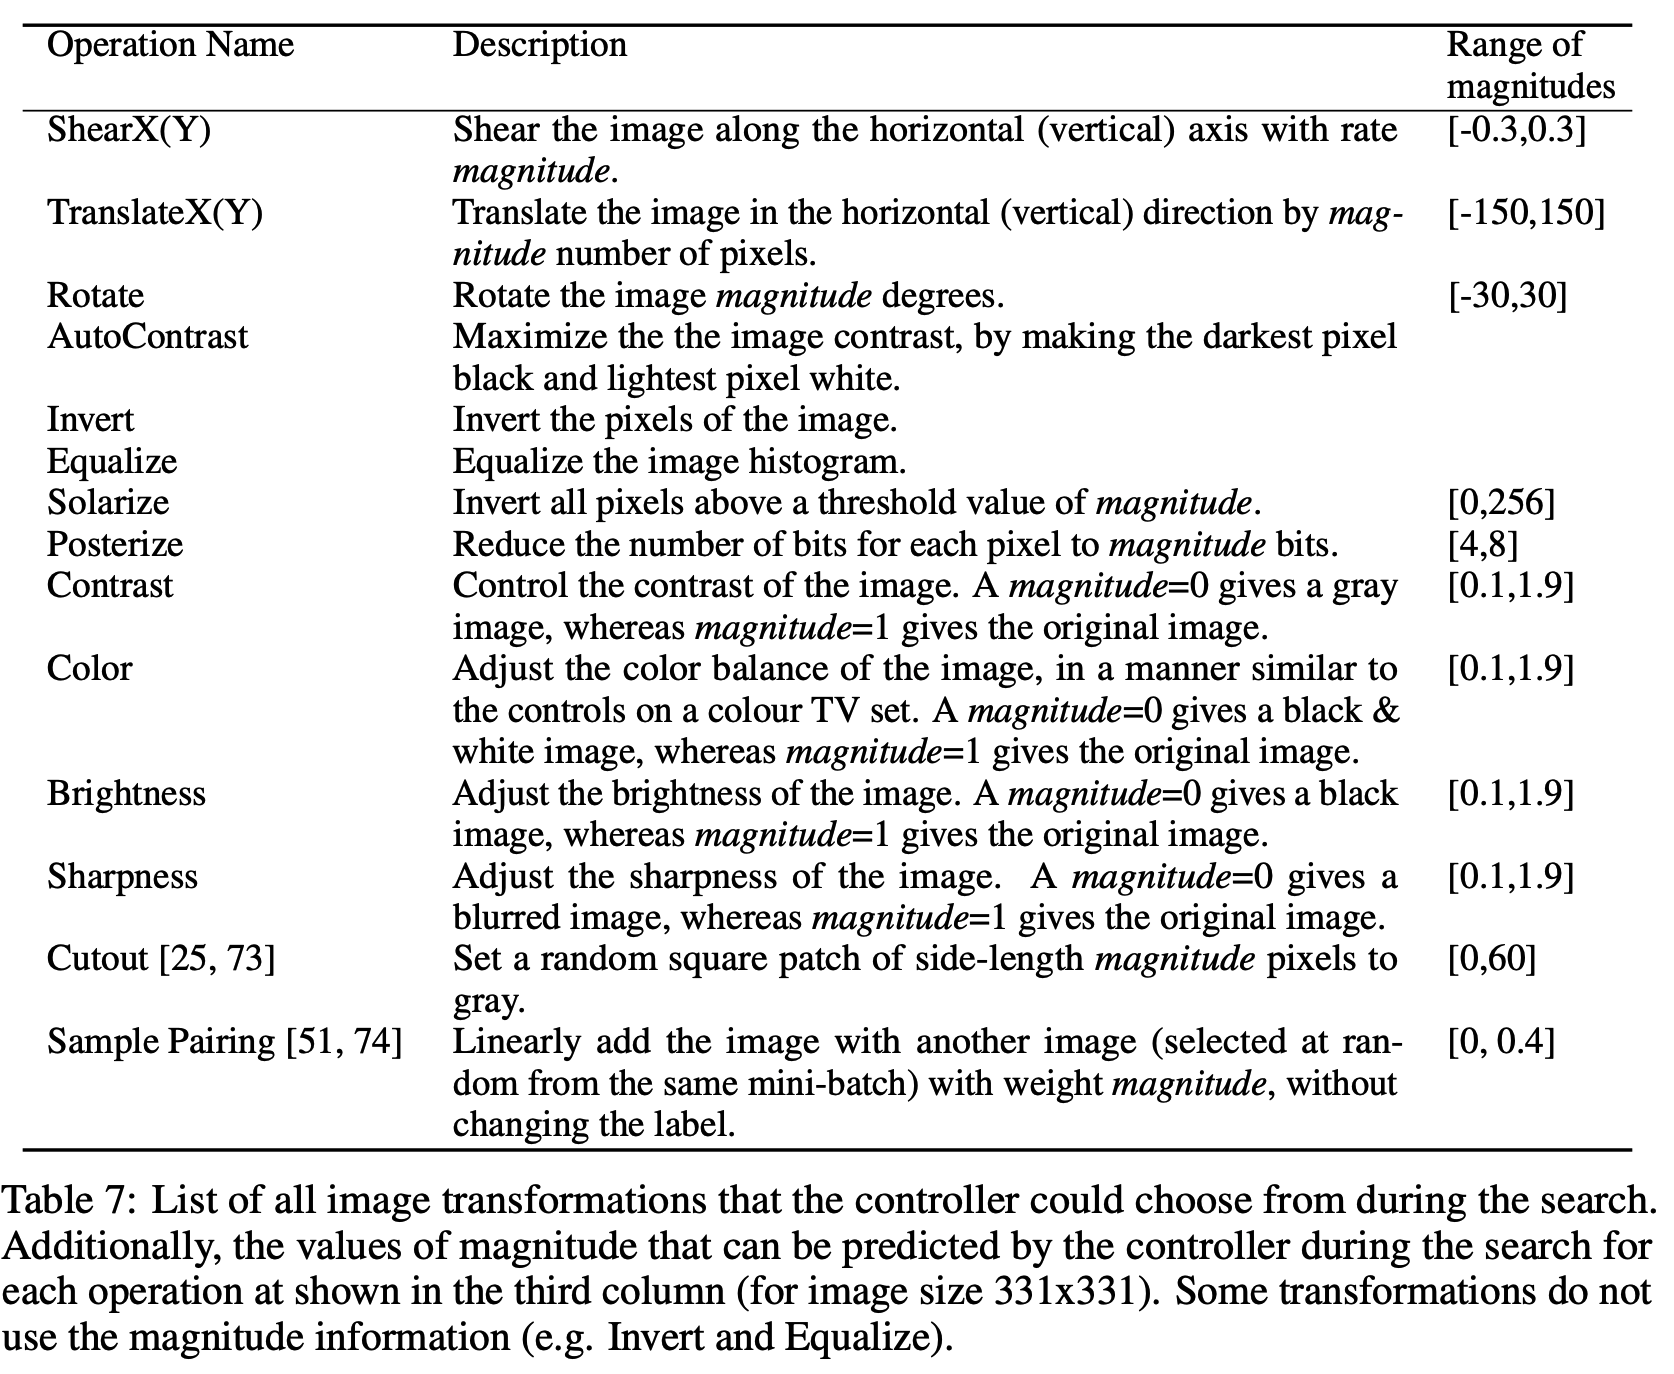 Operation Name Description Range of
magnitudes
ShearX(Y) Shear the image along the horizontal (vertical) axis with rate [-0.3,0.3]
magnitude.
TranslateX(Y) Translate the image in the horizontal (vertical) direction by mag- [-150,150]
nitude number of pixels.
Rotate Rotate the image magnitude degrees. [-30,30]
AutoContrast Maximize the the image contrast, by making the darkest pixel
black and lightest pixel white.
Invert Invert the pixels of the image.
Equalize Equalize the image histogram.
Solarize Invert all pixels above a threshold value of magnitude. [0,256]
Posterize Reduce the number of bits for each pixel to magnitude bits. [4,8]
Contrast Control the contrast of the image. A magnitude=0 gives a gray [0.1,1.9]
image, whereas magnitude=1 gives the original image.
Color Adjust the color balance of the image, in a manner similar to [0.1,1.9]
the controls on a colour TV set. A magnitude=0 gives a black &
white image, whereas magnitude=1 gives the original image.
Brightness Adjust the brightness of the image. A magnitude=0 gives a black [0.1,1.9]
image, whereas magnitude=1 gives the original image.
Sharpness Adjust the sharpness of the image. A magnitude=0 gives a [0.1,1.9]
blurred image, whereas magnitude=1 gives the original image.
Cutout [25, 73] Set a random square patch of side-length magnitude pixels to [0,60]
gray.
Sample Pairing [51, 74] Linearly add the image with another image (selected at ran- [0, 0.4]
dom from the same mini-batch) with weight magnitude, without
changing the label.
Table 7: List of all image transformations that the controller could choose from during the search.
Additionally, the values of magnitude that can be predicted by the controller during the search for
each operation at shown in the third column (for image size 331x331). Some transformations do not
use the magnitude information (e.g. Invert and Equalize).